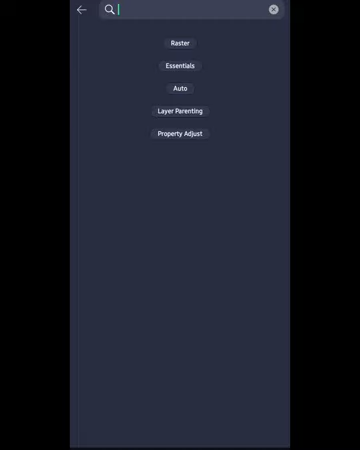 Raster
Essentials
Auto
Layer Parenting
Property Adjust